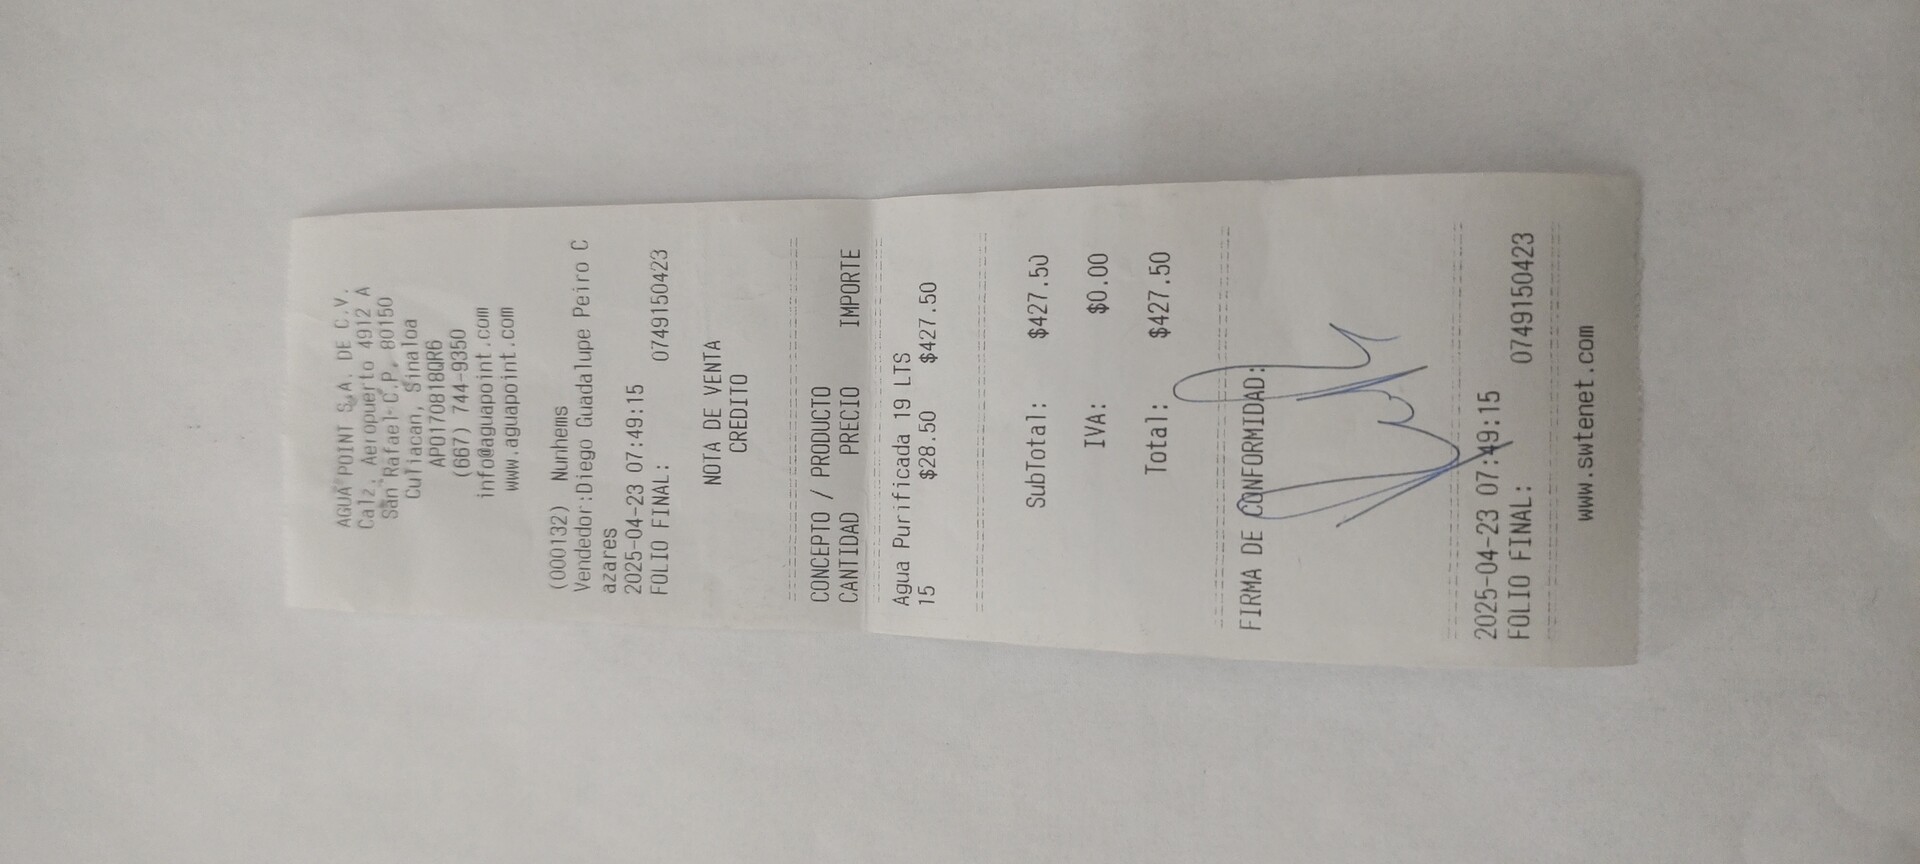 AGUA POINT S.A. DE C.V.
Calz. Aeropuerto 4912 A
San Rafael C.P. 80150
Culiacan, Sinaloa
APO170818QR6
(667) 744-9350
info@aguapoint.com
www.aguapoint.com
(000132) Nunhems
Vendedor:Diego Guadalupe Peiro C
azares
2025-04-23 07:49:15
FOLIO FINAL: 0749150423
NOTA DE VENTA
CREDITO
CONCEPTO / PRODUCTO
CANTIDAD PRECIO IMPORTE
Agua Purificada 19 LTS
15 $28.50 $427.50
SubTotal: $427.50
IVA: $0.00
Total: $427.50
FIRMA DE CONFORMIDAD:
2025-04-23 07:49:15
FOLIO FINAL: 0749150423
www.swtenet.com